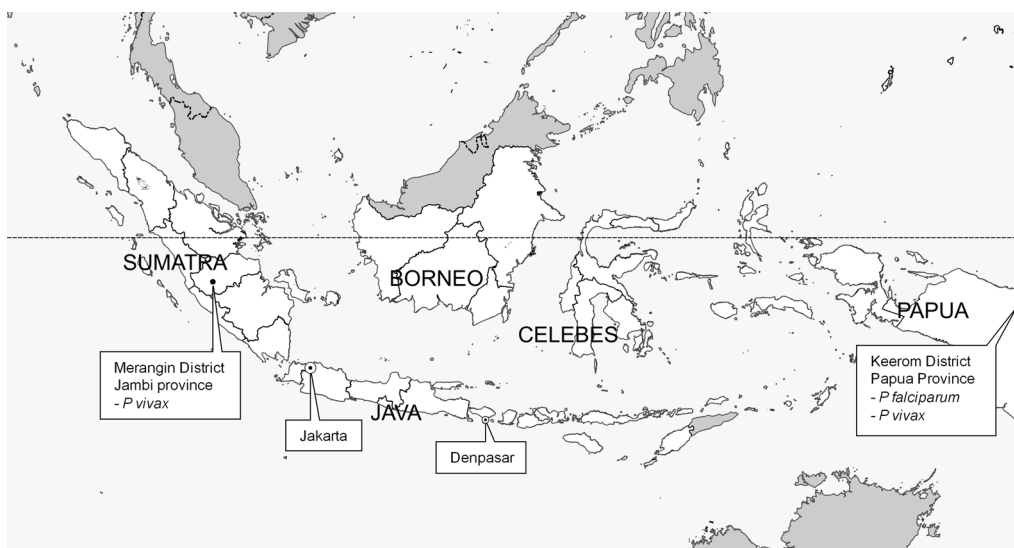 SUMATRA
BORNEO
CELEBES
PAPUA
Merangin District
Jambi province
- P vivax
JAVA
Jakarta
Denpasar
Keerom District
Papua Province
- P falciparum
- P vivax